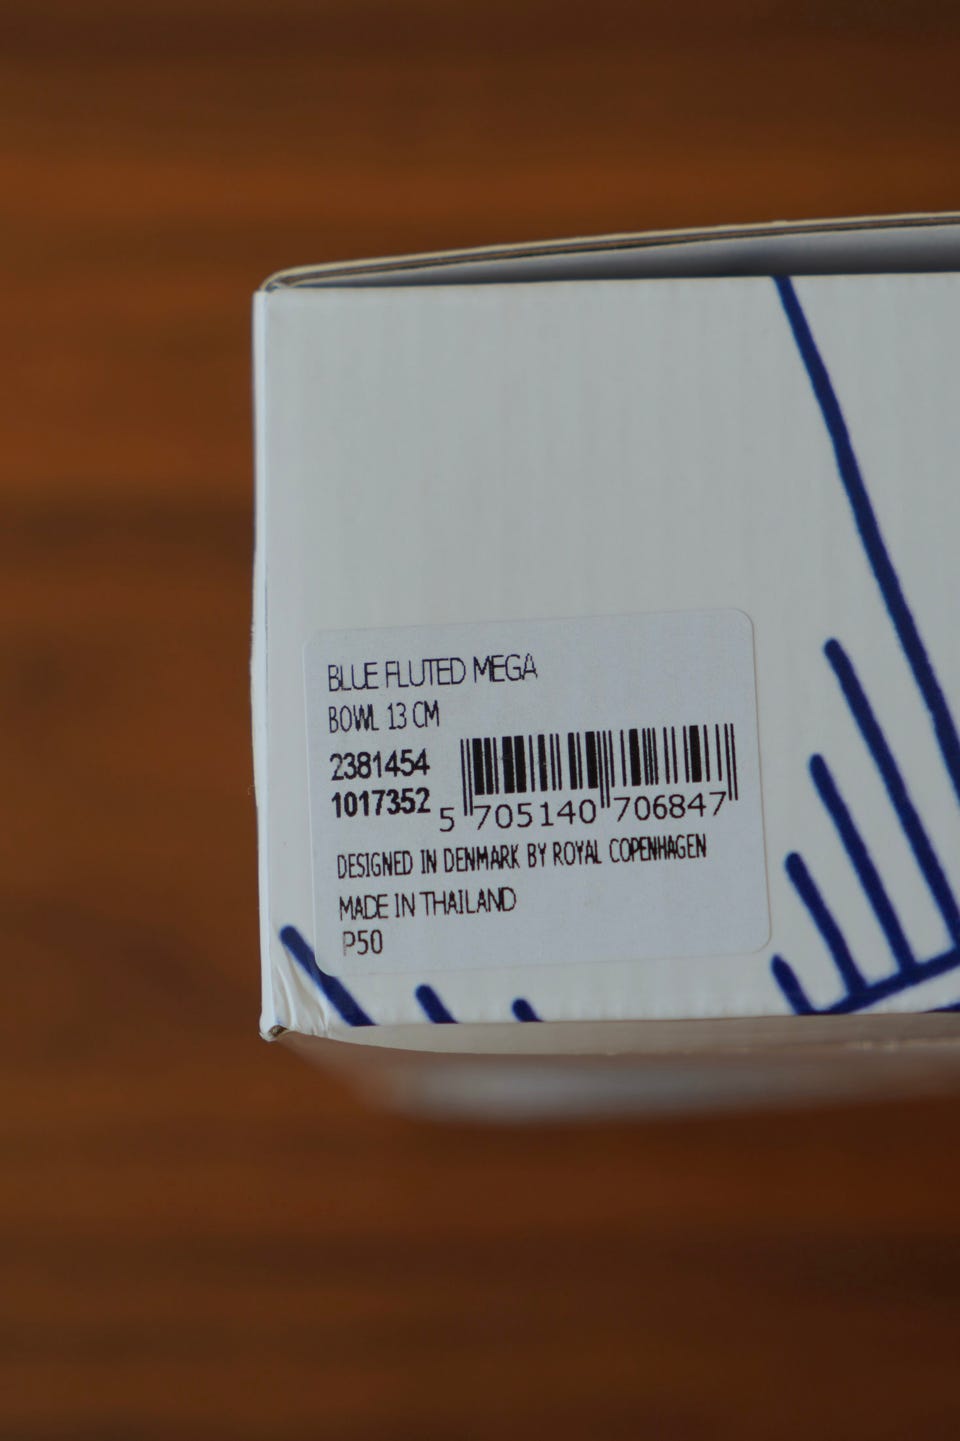 BLUE FLUTED MEGA
BOWL 13 CM
2381454
1017352
5 705140 706847
DESIGNED IN DENMARK BY ROYAL COPENHAGEN
MADE IN THAILAND
P50